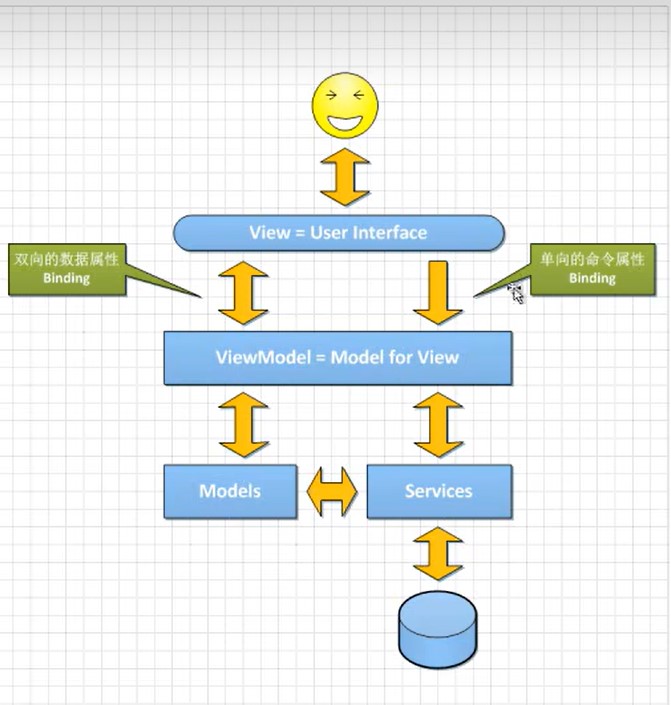 View = User Interface
双向的数据属性
Binding
单向的命令属性
Binding
ViewModel = Model for View
Models
Services